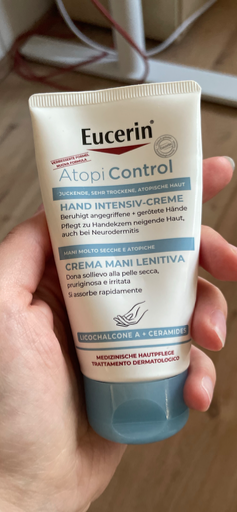 Eucerin®
VERBESSERTE FORMEL
NUOVA FORMULA
AtopiControl
JUCKENDE, SEHR TROCKENE, ATOPISCHE HAUT
HAND INTENSIV-CREME
Beruhigt angegriffene + gerötete Hände
Pflegt zu Handekzem neigende Haut,
auch bei Neurodermitis
MANI MOLTO SECCHE E ATOPICHE
CREMA MANI LENITIVA
Dona sollievo alla pelle secca,
pruriginosa e irritata
Si assorbe rapidamente
LICOCHALCONE A + CERAMIDE
MEDIZINISCHE HAUTPFLEGE
TRATTAMENTO DERMATOLOGICO